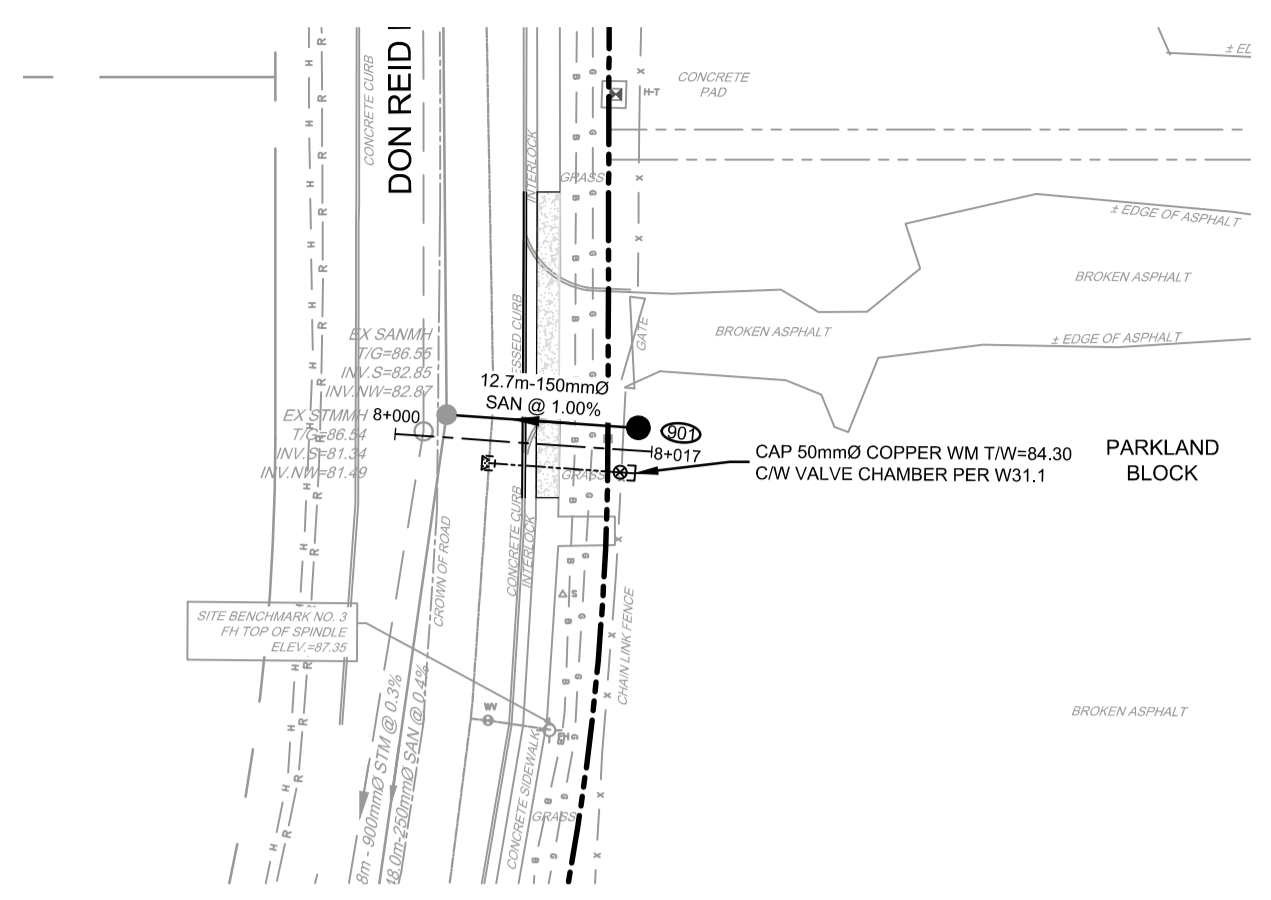 DON REID
CONCRETE CURB
INTERLOCK
CONCRETE
PAD
H-T
GRASS
± EDGE OF ASPHALT
BROKEN ASPHALT
BROKEN ASPHALT
± EDGE OF ASPHALT
GATE
EX SANMH
T/G=86.55
INV.S=82.85
INV.NW=82.87
12.7m-150mmØ
SAN @ 1.00%
EX STMMH
T/G=86.54
INV.S=81.34
INV.NW=81.49
8+000
901
8+017
CAP 50mmØ COPPER WM T/W=84.30
C/W VALVE CHAMBER PER W31.1
PARKLAND
BLOCK
GRASS
CONCRETE CURB
INTERLOCK
CROWN OF ROAD
SITE BENCHMARK NO. 3
FH TOP OF SPINDLE
ELEV.=87.35
CHAIN LINK FENCE
WV
BROKEN ASPHALT
8m - 900mmØ STM @ 0.3%
48.0m-250mmØ SAN @ 0.4%
CONCRETE SIDEWALK
GRASS